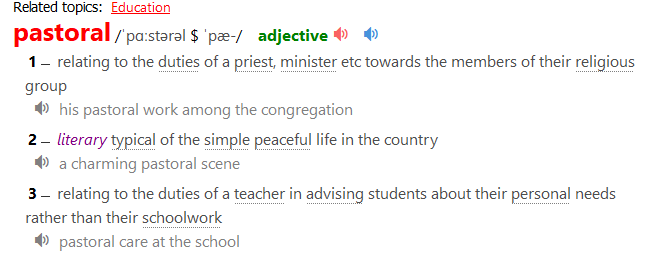 Related topics: Education
pastoral /ˈpɑːstərəl $ ˈpæ-/ adjective
1 – relating to the duties of a priest, minister etc towards the members of their religious
group
his pastoral work among the congregation
2 – literary typical of the simple peaceful life in the country
a charming pastoral scene
3 – relating to the duties of a teacher in advising students about their personal needs
rather than their schoolwork
pastoral care at the school